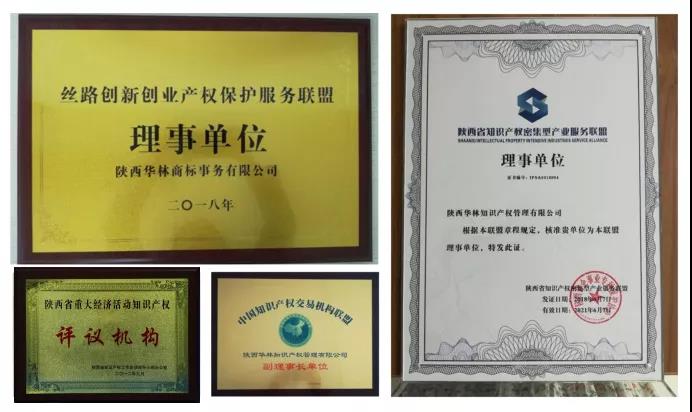 丝路创新创业产权保护服务联盟
理事单位
陕西华林商标事务有限公司
二〇一八年
陕西省重大经济活动知识产权
评议机构
二〇一二年九月
中国知识产权交易机构联盟
陕西华林知识产权管理有限公司
副理事长单位
陕西省知识产权密集型产业服务联盟
SHAANXI INTELLECTUAL PROPERTY INTENSIVE INDUSTRIES SERVICE ALLIANCE
理事单位
陕西华林知识产权管理有限公司
根据本联盟章程规定，核准贵单位为本联盟
理事单位，特发此证。
陕西省知识产权密集型产业服务联盟